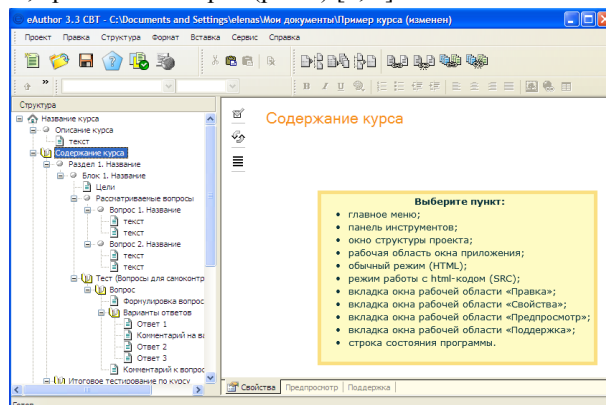 eAuthor 3.3 CBT - C:\Documents and Settings\elenas\Мои документы\Пример курса (изменен)
Проект Правка Структура Формат Вставка Сервис Справка
Структура
Название курса
Описание курса
текст
Содержание курса
Раздел 1. Название
Блок 1. Название
Цели
Рассматриваемые вопросы
Вопрос 1. Название
текст
текст
Вопрос 2. Название
текст
текст
Тест (Вопросы для самоконтр
Вопрос
Формулировка вопрос
Варианты ответов
Ответ 1
Комментарий на ва
Ответ 2
Ответ 3
Комментарий к вопрос
Итоговое тестирование по курсу
Содержание курса
Выберите пункт:
• главное меню;
• панель инструментов;
• окно структуры проекта;
• рабочая область окна приложения;
• обычный режим (HTML);
• режим работы с html-кодом (SRC);
• вкладка окна рабочей области «Правка»;
• вкладка окна рабочей области «Свойства»;
• вкладка окна рабочей области «Предпросмотр»;
• вкладка окна рабочей области «Поддержка»;
• строка состояния программы.
Свойства Предпросмотр Поддержка